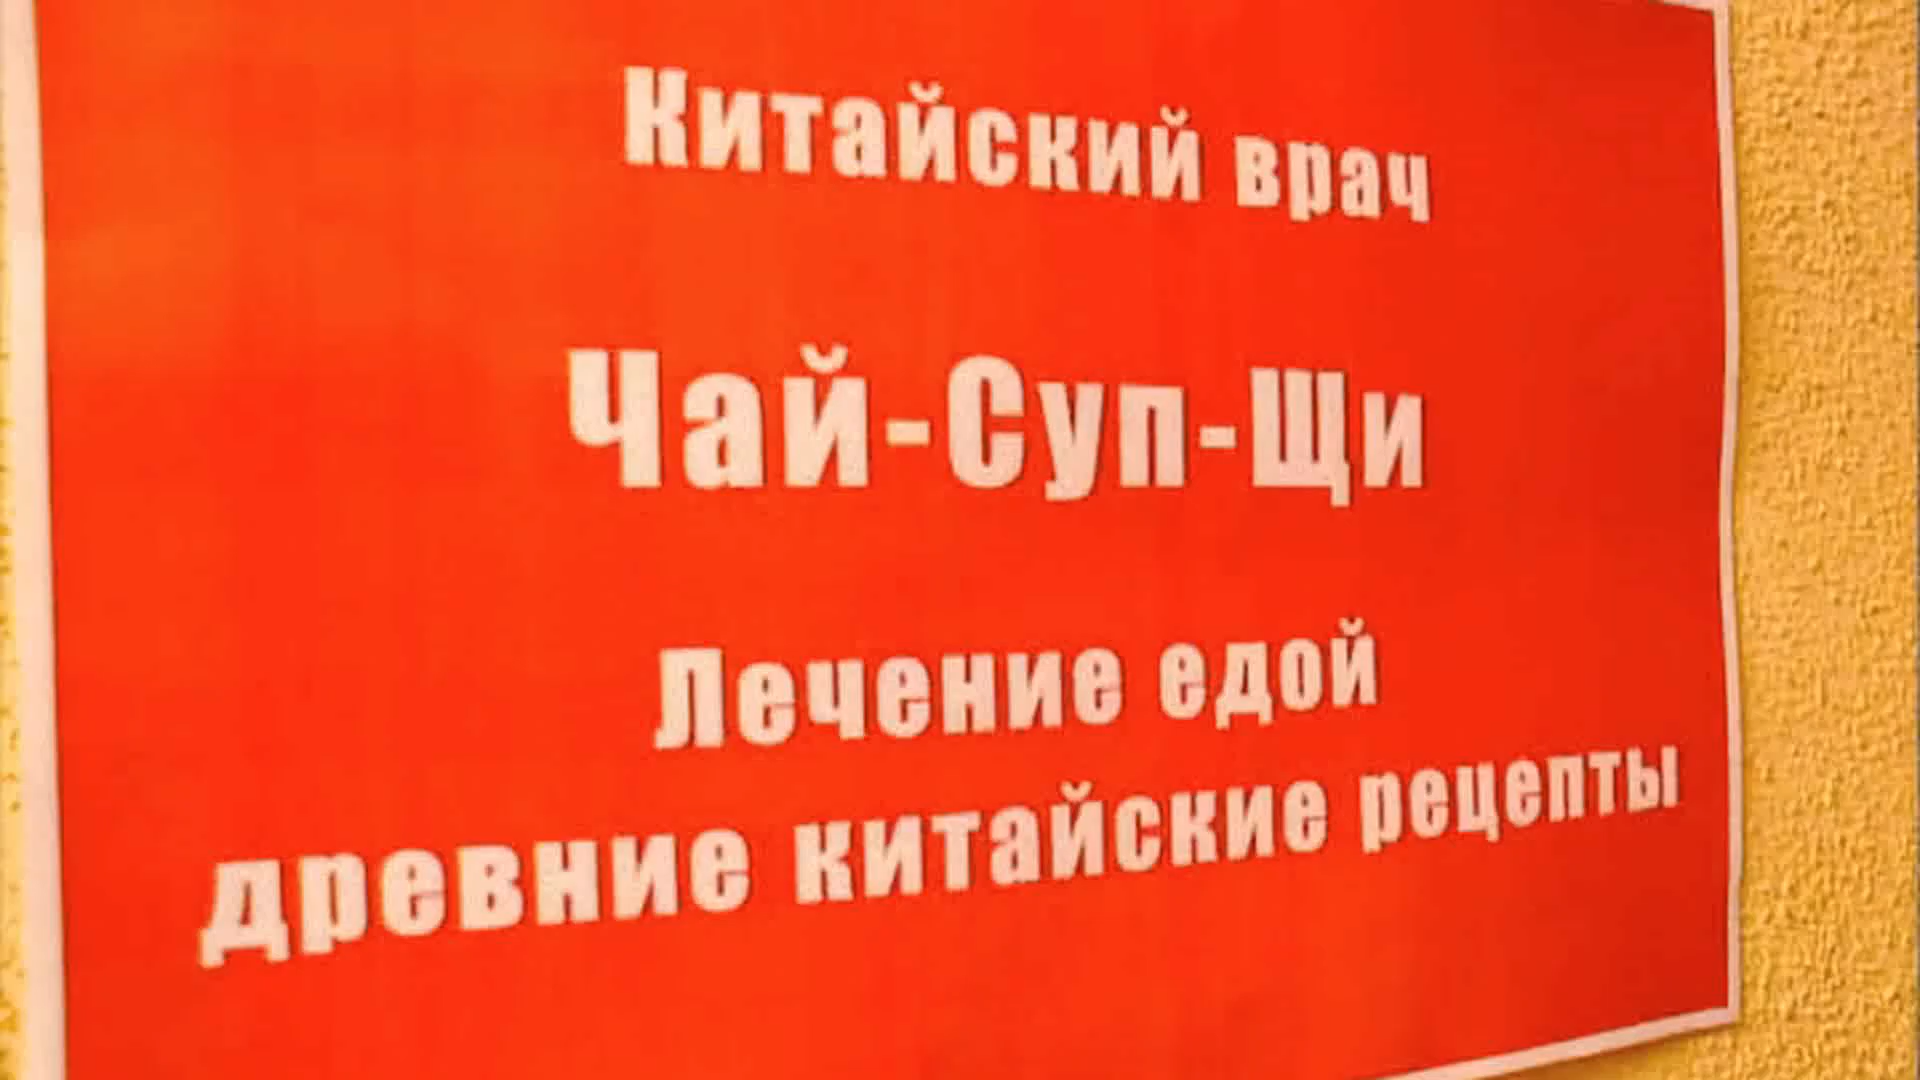 Китайский врач
Чай-Суп-Щи
Лечение едой
древние китайские рецепты